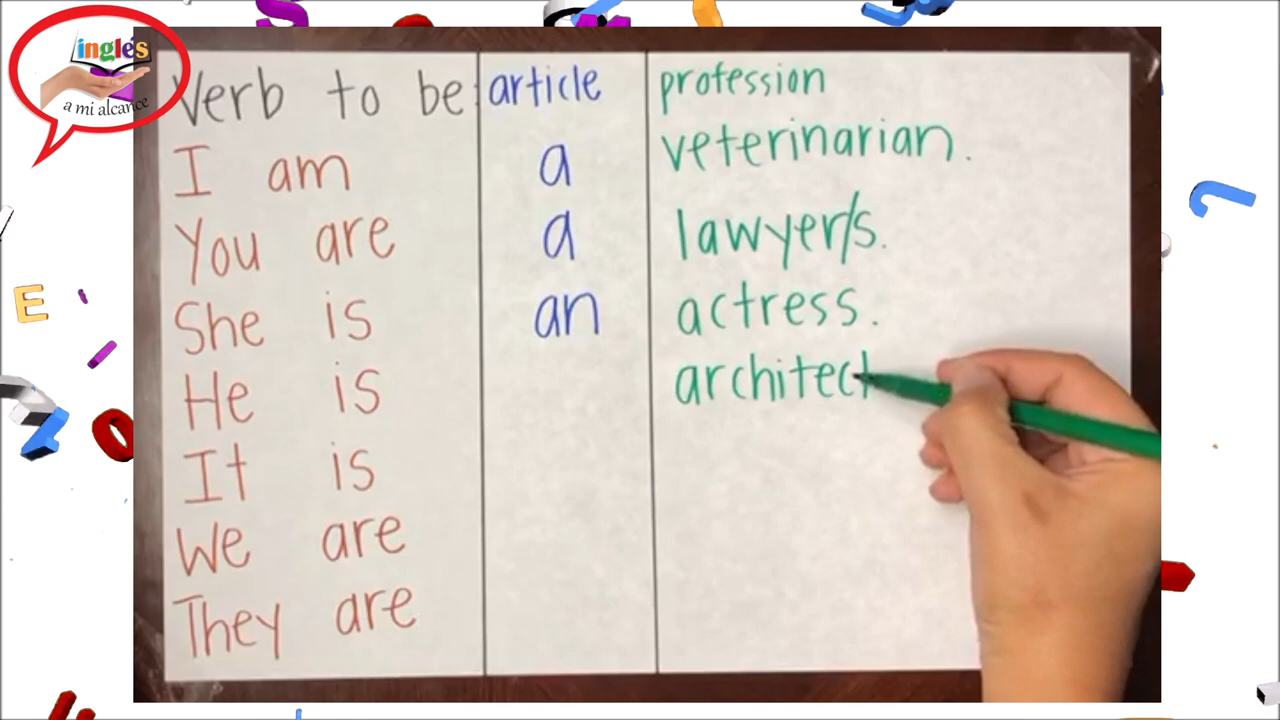 inglés
a mi alcance
Verb to be article profession
I am a veterinarian.
You are a lawyer/s.
She is an actress.
He is architect
It is
We are
They are
E